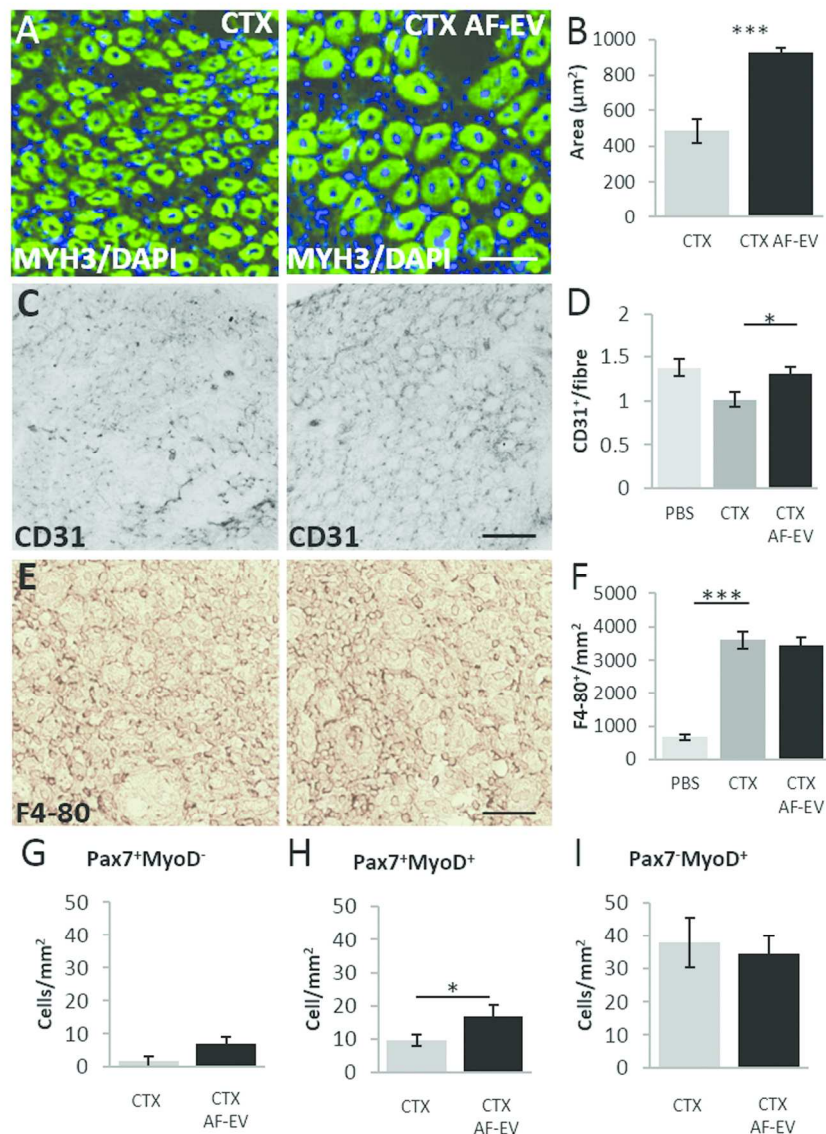 A
CTX
MYH3/DAPI
CTX AF-EV
MYH3/DAPI
B
***
Area (µm²)
1000
800
600
400
200
0
CTX
CTX AF-EV
C
CD31
CD31
D
*
CD31⁺/fibre
2
1.5
1
0.5
0
PBS
CTX
CTX
AF-EV
E
F4-80
F
***
F4-80⁺/mm²
5000
4000
3000
2000
1000
0
PBS
CTX
CTX
AF-EV
G
Pax7⁺MyoD⁻
Cells/mm²
50
40
30
20
10
0
CTX
CTX
AF-EV
H
Pax7⁺MyoD⁺
Cell/mm²
50
40
30
20
10
0
*
CTX
CTX
AF-EV
I
Pax7⁻MyoD⁺
Cells/mm²
50
40
30
20
10
0
CTX
CTX
AF-EV